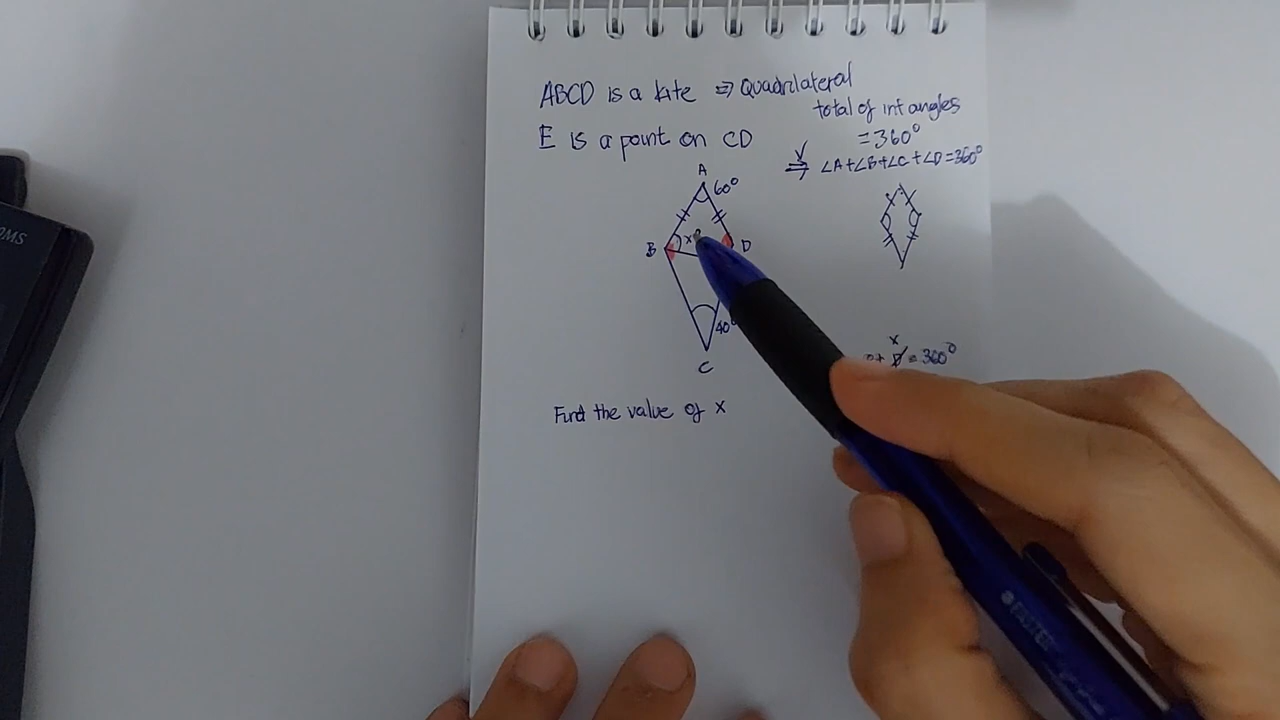 ABCD is a kite ⇒ Quadrilateral
total of int angles
= 360°
E is a point on CD
⇒ ∠A+∠B+∠C+∠D=360°
A
60°
B
x°
D
40°
C
x
= 360°
Find the value of x